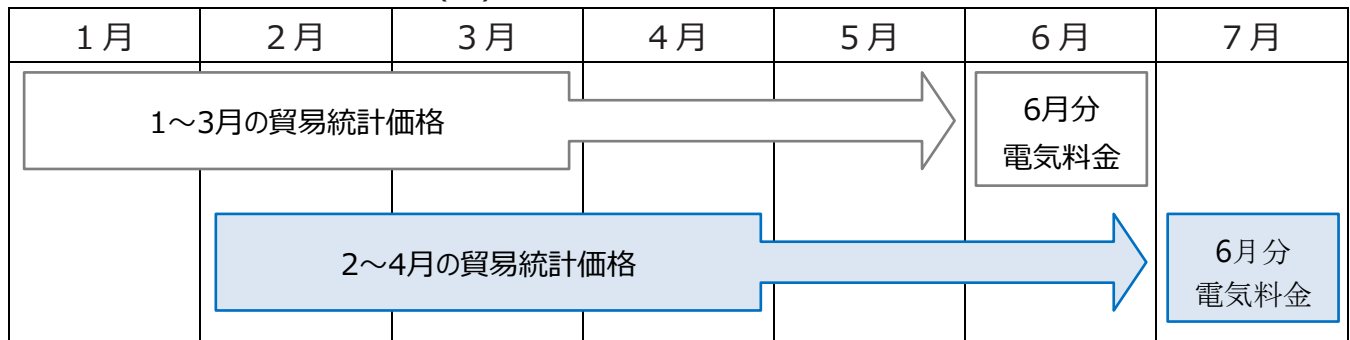 1月 2月 3月 4月 5月 6月 7月
1～3月の貿易統計価格
6月分
電気料金
2～4月の貿易統計価格
6月分
電気料金